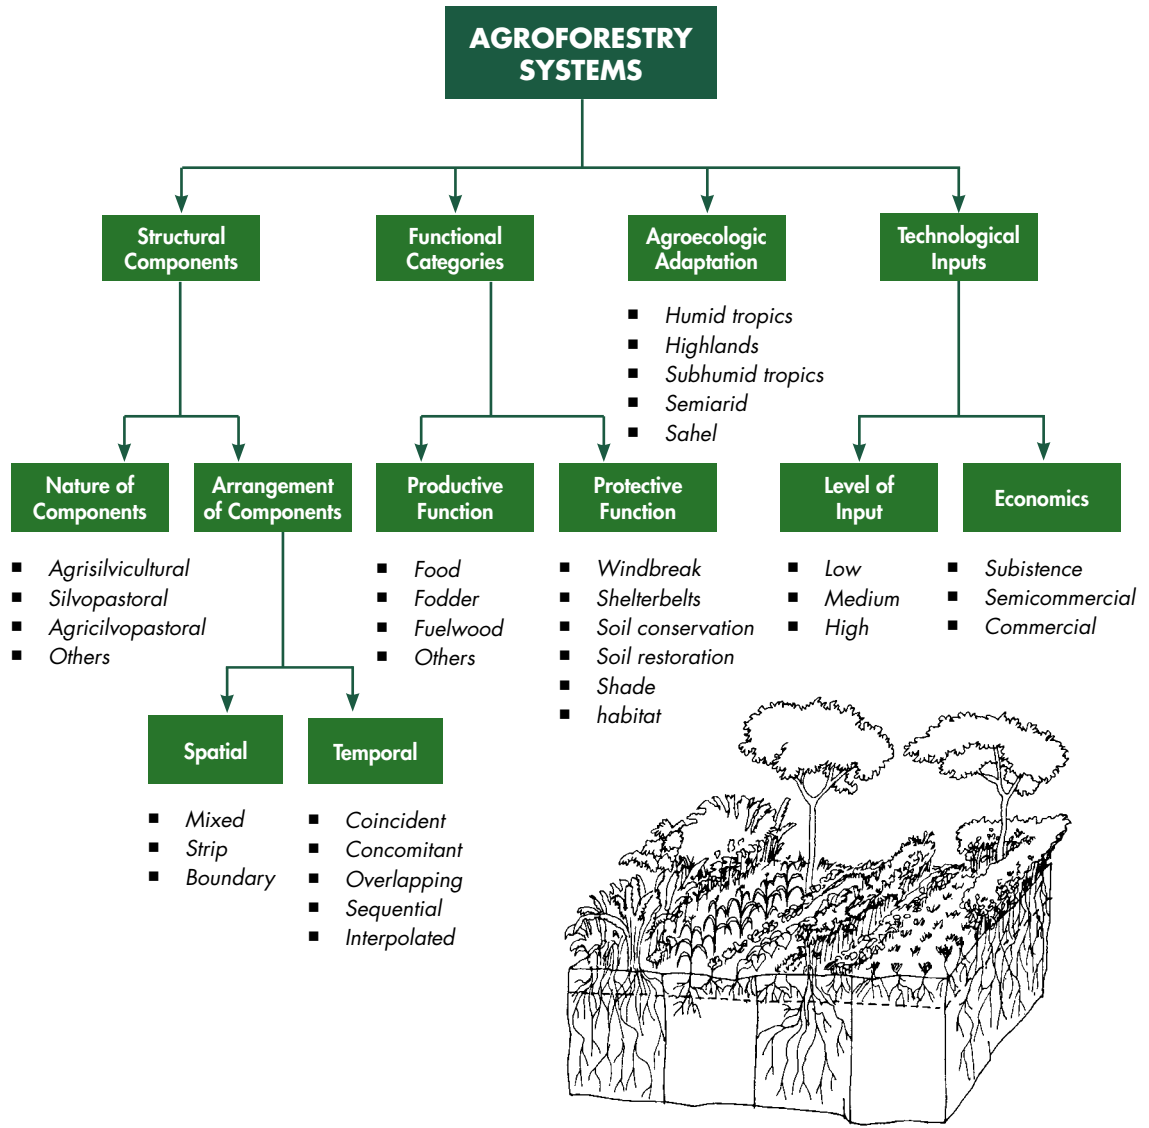 AGROFORESTRY
SYSTEMS
Structural
Components
Functional
Categories
Agroecologic
Adaptation
Technological
Inputs
■ Humid tropics
■ Highlands
■ Subhumid tropics
■ Semiarid
■ Sahel
Nature of
Components
Arrangement
of Components
Productive
Function
Protective
Function
Level of
Input
Economics
■ Agrisilvicultural
■ Silvopastoral
■ Agricilvopastoral
■ Others
■ Food
■ Fodder
■ Fuelwood
■ Others
■ Windbreak
■ Shelterbelts
■ Soil conservation
■ Soil restoration
■ Shade
■ habitat
■ Low
■ Medium
■ High
■ Subistence
■ Semicommercial
■ Commercial
Spatial
Temporal
■ Mixed
■ Strip
■ Boundary
■ Coincident
■ Concomitant
■ Overlapping
■ Sequential
■ Interpolated